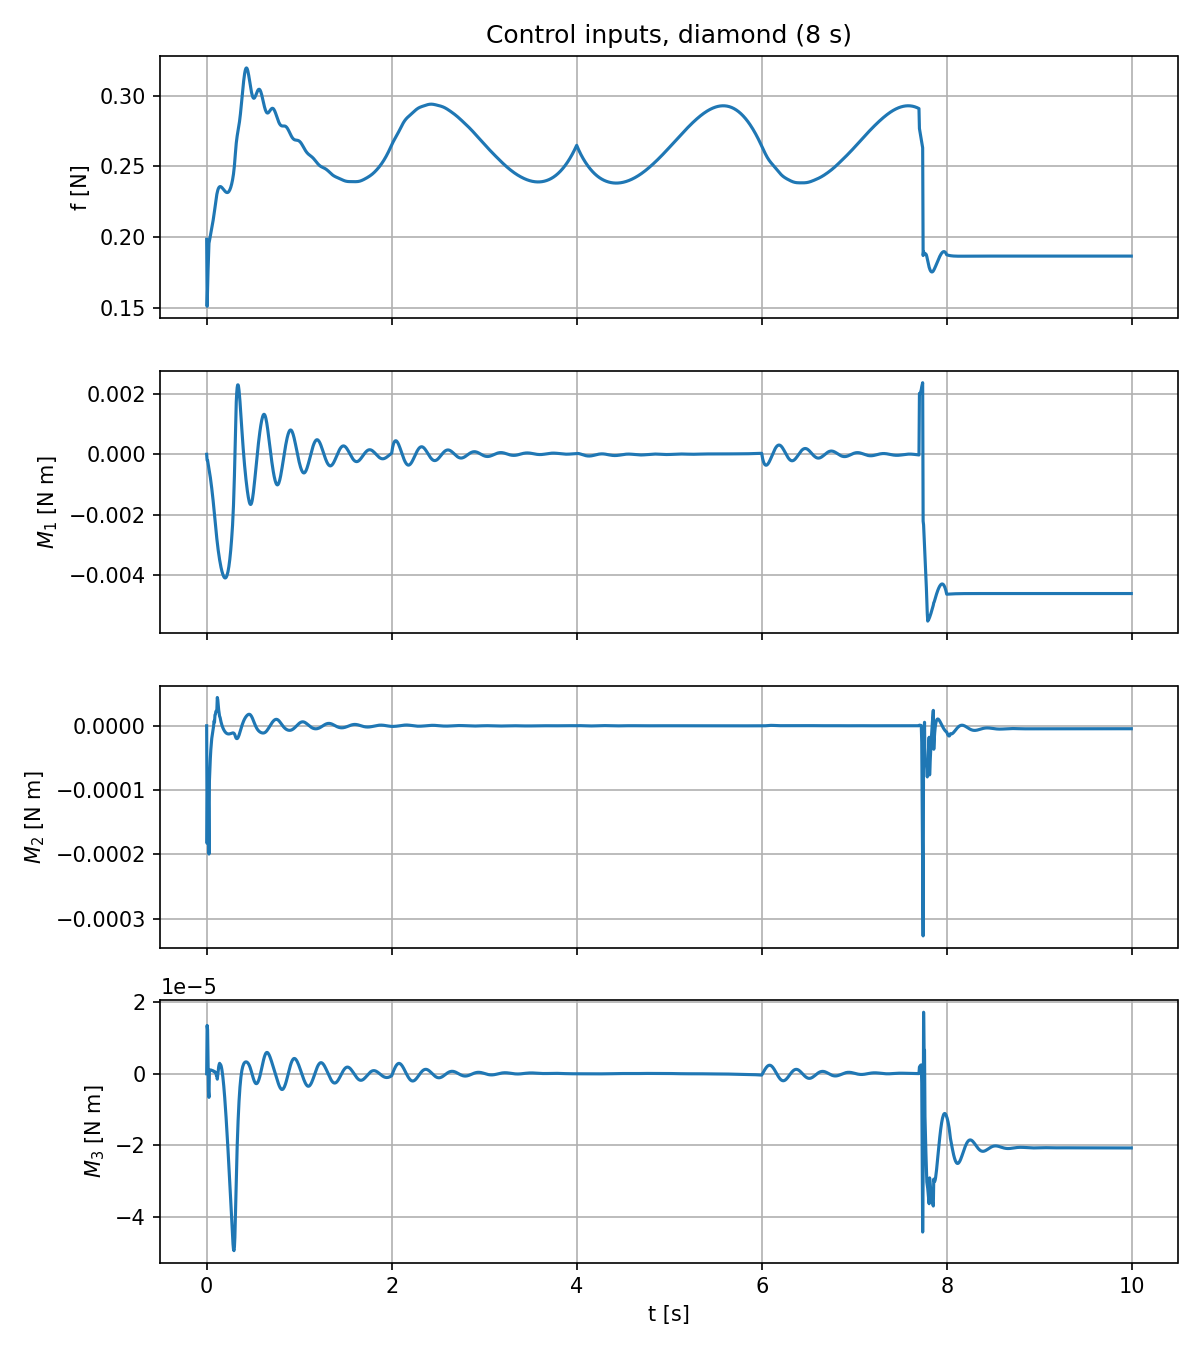 Control inputs, diamond (8 s)
0.30
0.25
0.20
0.15
f [N]
0.002
0.000
−0.002
−0.004
M₁ [N m]
0.0000
−0.0001
−0.0002
−0.0003
M₂ [N m]
1e−5
2
0
−2
−4
M₃ [N m]
0 2 4 6 8 10
t [s]